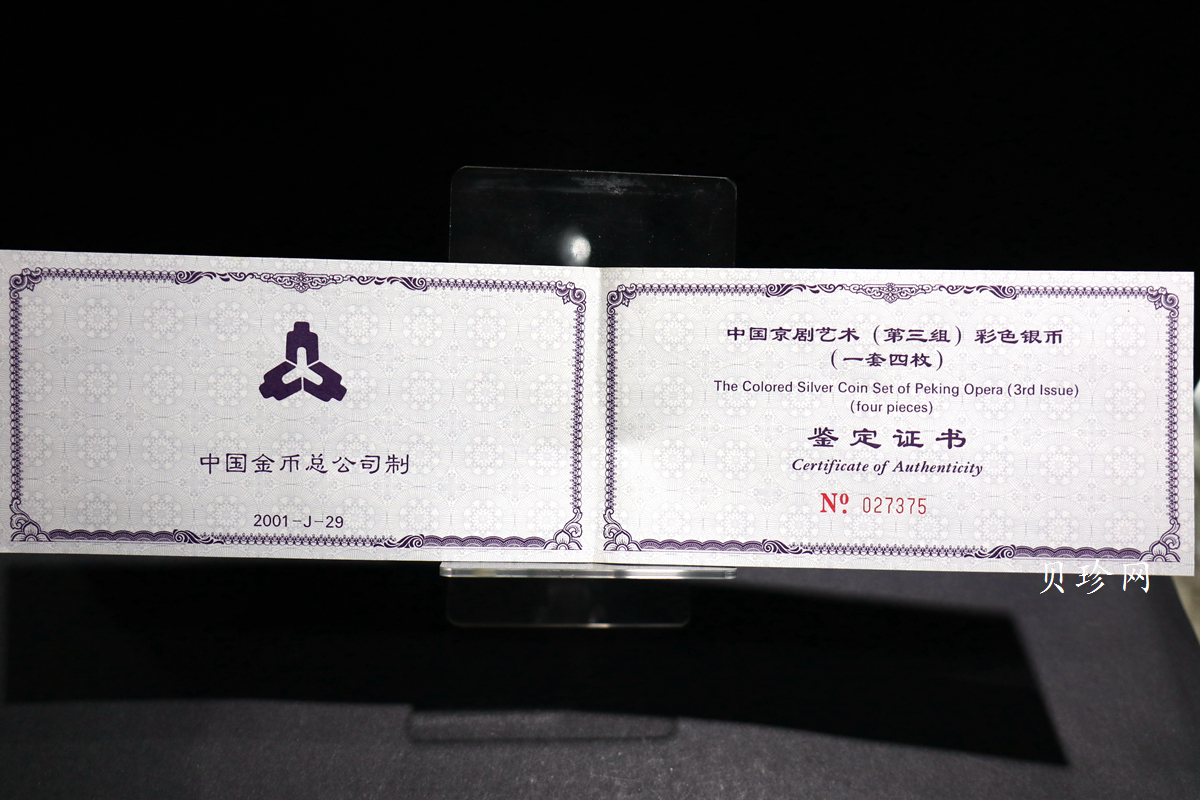 中国金币总公司制
2001-J-29
中国京剧艺术（第三组）彩色银币
（一套四枚）
The Colored Silver Coin Set of Peking Opera (3rd Issue)
(four pieces)
鉴定证书
Certificate of Authenticity
Nº 027375
贝珍网